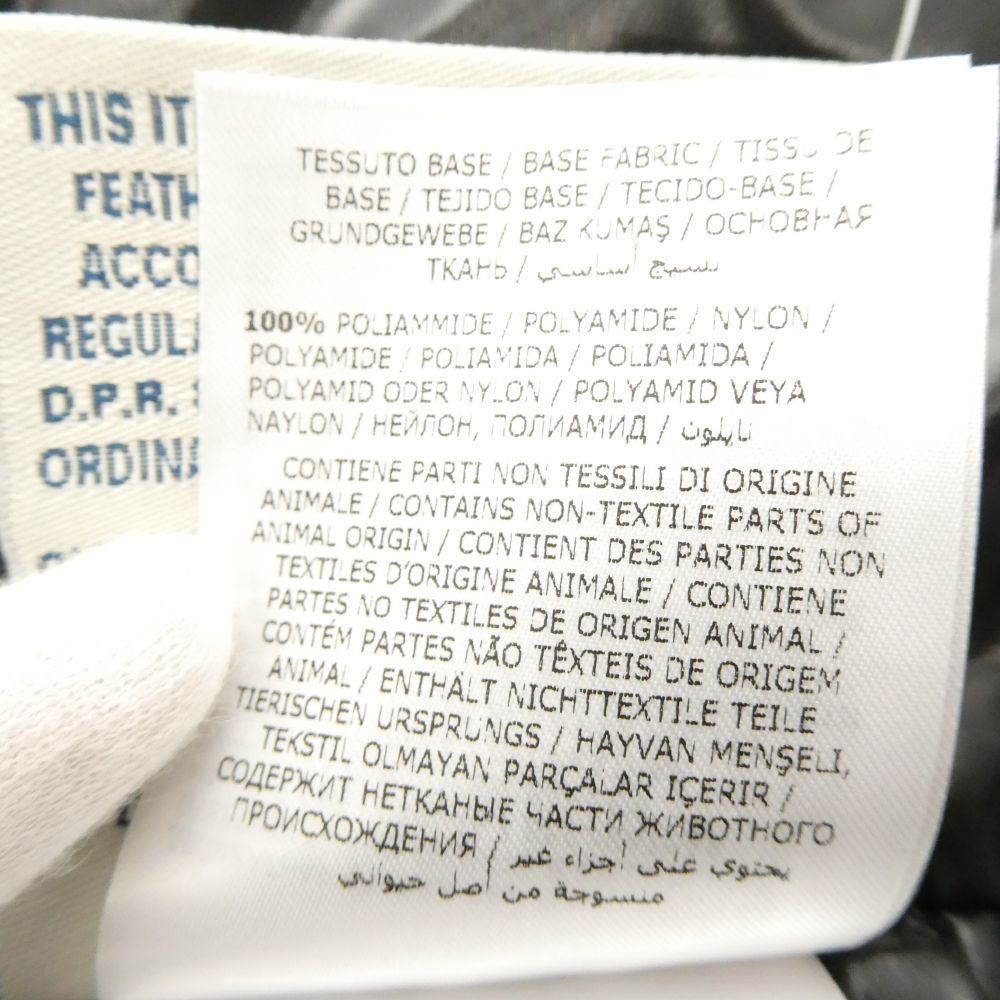 THIS IT
FEATH
ACCO
REGUL
D.P.R.
ORDINA
TESSUTO BASE / BASE FABRIC / TISSU DE
BASE / TEJIDO BASE / TECIDO-BASE /
GRUNDGEWEBE / BAZ KUMAŞ / ОСНОВНАЯ
ТКАНЬ / نسيج أساسي
100% POLIAMMIDE / POLYAMIDE / NYLON /
POLYAMIDE / POLIAMIDA / POLIAMIDA /
POLYAMID ODER NYLON / POLYAMID VEYA
NAYLON / НЕЙЛОН, ПОЛИАМИД / نايلون
CONTIENE PARTI NON TESSILI DI ORIGINE
ANIMALE / CONTAINS NON-TEXTILE PARTS OF
ANIMAL ORIGIN / CONTIENT DES PARTIES NON
TEXTILES D'ORIGINE ANIMALE / CONTIENE
PARTES NO TEXTILES DE ORIGEN ANIMAL /
CONTÉM PARTES NÃO TÊXTEIS DE ORIGEM
ANIMAL / ENTHÄLT NICHTTEXTILE TEILE
TIERISCHEN URSPRUNGS / HAYVAN MENŞELI,
TEKSTIL OLMAYAN PARÇALAR IÇERIR /
СОДЕРЖИТ НЕТКАНЫЕ ЧАСТИ ЖИВОТНОГО
ПРОИСХОЖДЕНИЯ / يحتوي على أجزاء غير
منسوجة من أصل حيواني